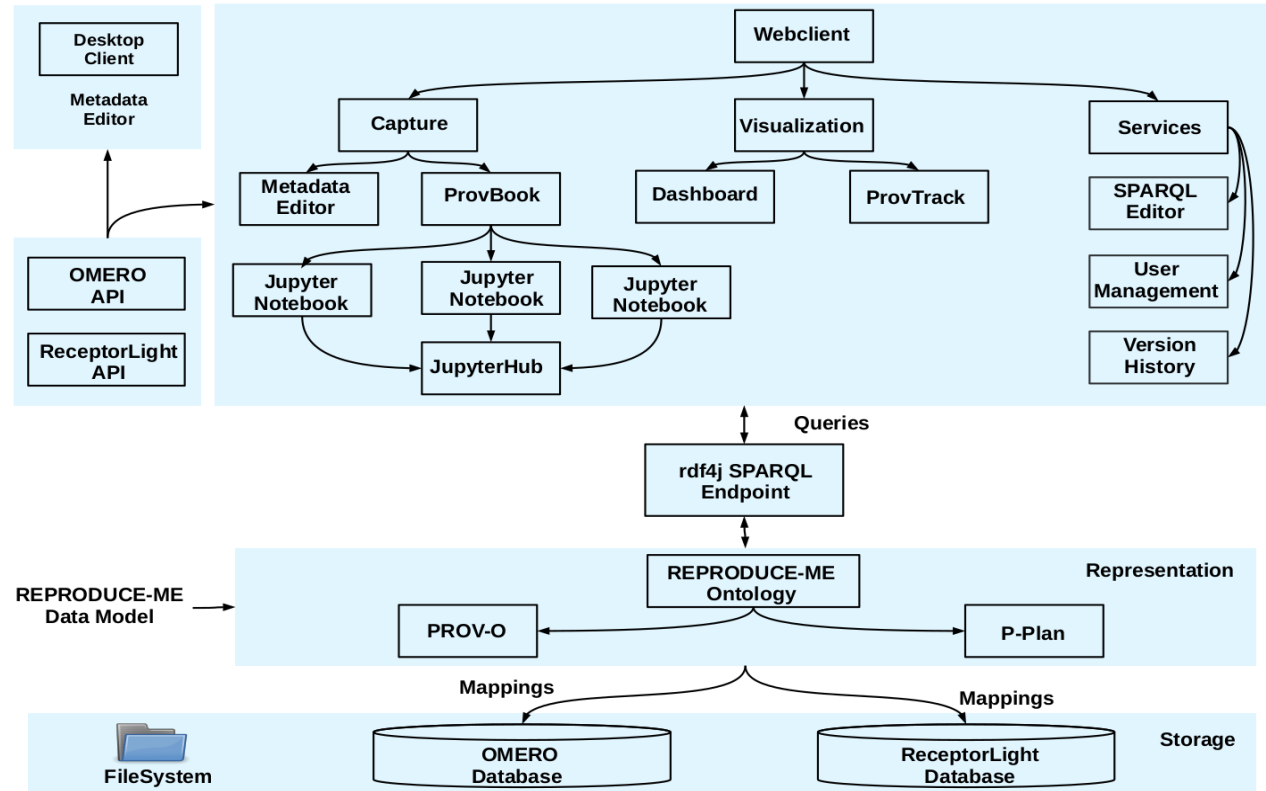 Desktop
Client
Metadata
Editor
OMERO
API
ReceptorLight
API
Webclient
Capture
Visualization
Services
Metadata
Editor
ProvBook
Dashboard
ProvTrack
SPARQL
Editor
Jupyter
Notebook
Jupyter
Notebook
Jupyter
Notebook
User
Management
JupyterHub
Version
History
Queries
rdf4j SPARQL
Endpoint
REPRODUCE-ME
Data Model
REPRODUCE-ME
Ontology
Representation
PROV-O
P-Plan
Mappings
Mappings
FileSystem
OMERO
Database
ReceptorLight
Database
Storage